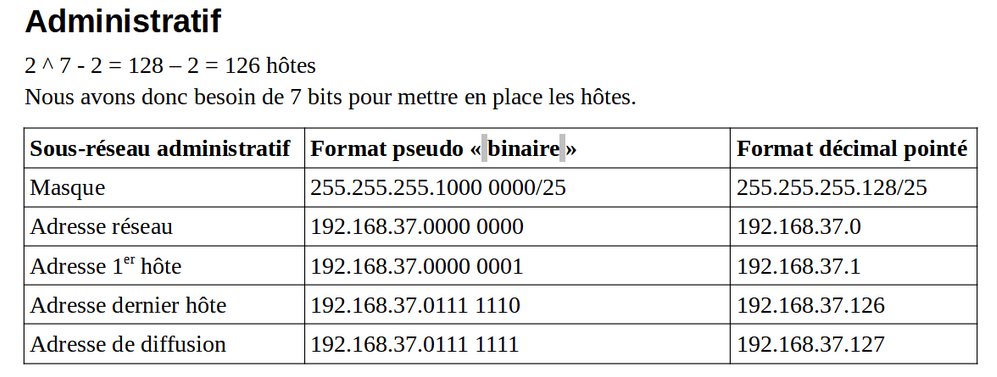 Administratif
2 ^ 7 - 2 = 128 – 2 = 126 hôtes
Nous avons donc besoin de 7 bits pour mettre en place les hôtes.
Sous-réseau administratif Format pseudo « binaire » Format décimal pointé
Masque 255.255.255.1000 0000/25 255.255.255.128/25
Adresse réseau 192.168.37.0000 0000 192.168.37.0
Adresse 1er hôte 192.168.37.0000 0001 192.168.37.1
Adresse dernier hôte 192.168.37.0111 1110 192.168.37.126
Adresse de diffusion 192.168.37.0111 1111 192.168.37.127